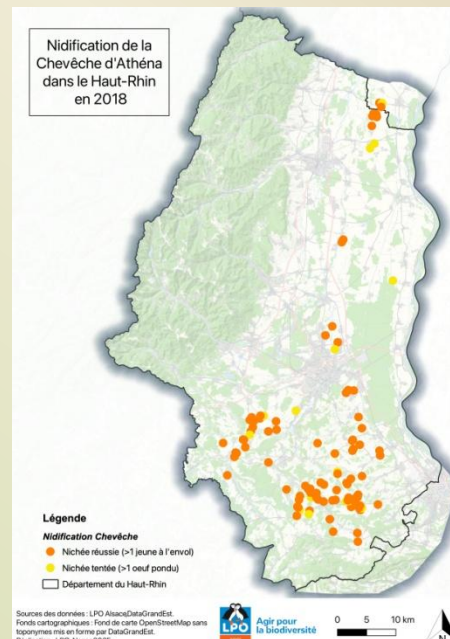 Nidification de la
Chevêche d'Athéna
dans le Haut-Rhin
en 2018
Légende
Nidification Chevêche
Nichée réussie (>1 jeune à l'envol)
Nichée tentée (>1 oeuf pondu)
Département du Haut-Rhin
Sources des données : LPO Alsace,DataGrandEst.
Fonds cartographiques : Fond de carte OpenStreetMap sans
toponymes mis en forme par DataGrandEst.
LPO
Agir pour
la biodiversité
0 5 10 km